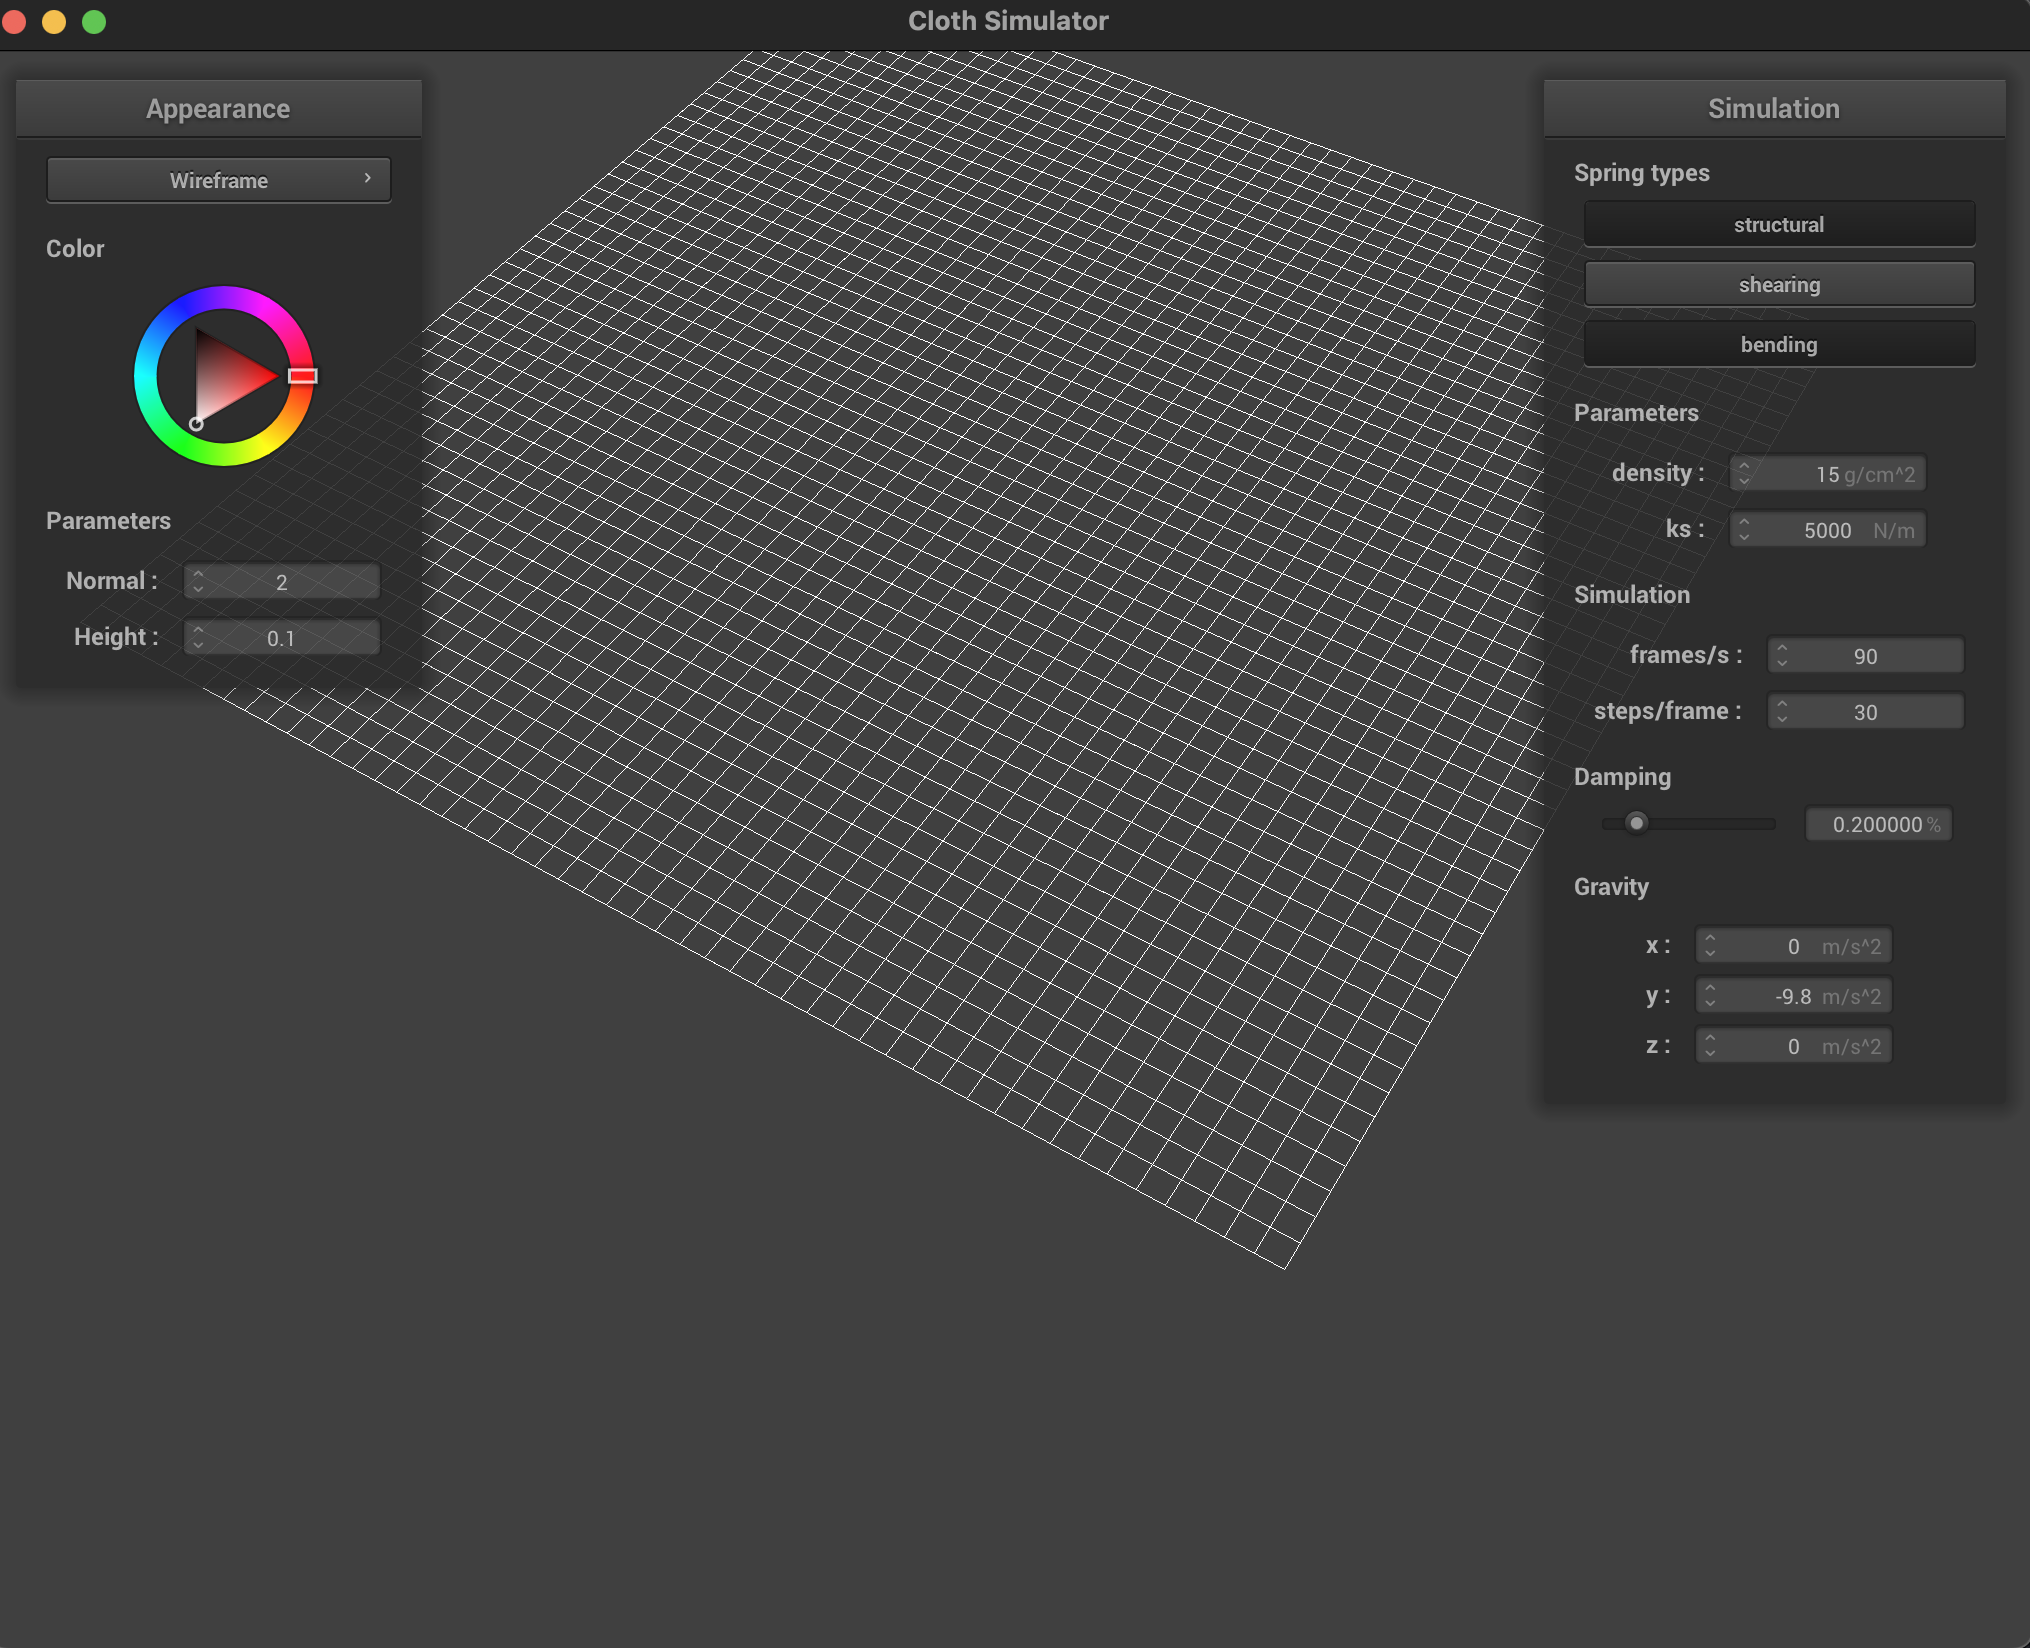 Cloth Simulator
Appearance
Wireframe
Color
Parameters
Normal : 2
Height : 0.1
Simulation
Spring types
structural
shearing
bending
Parameters
density : 15 g/cm^2
ks : 5000 N/m
Simulation
frames/s : 90
steps/frame : 30
Damping
0.200000 %
Gravity
x : 0 m/s^2
y : -9.8 m/s^2
z : 0 m/s^2